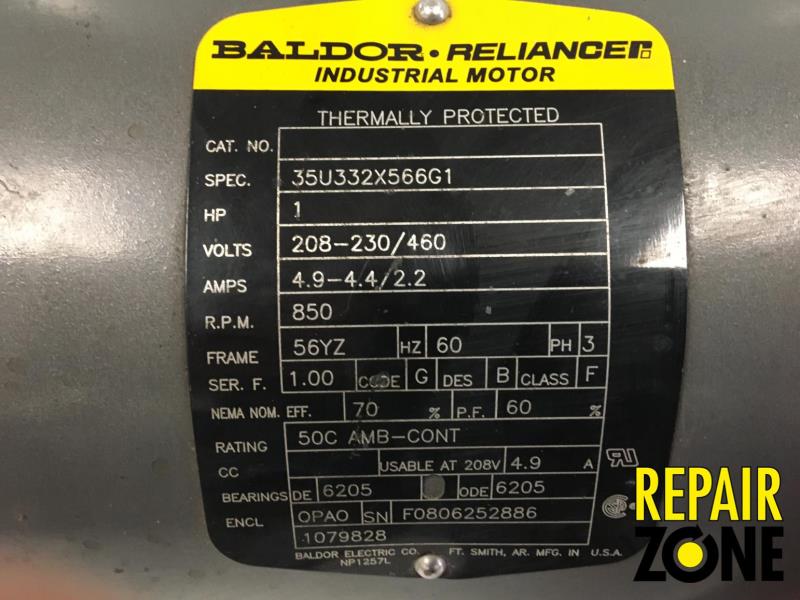 BALDOR • RELIANCER
INDUSTRIAL MOTOR
THERMALLY PROTECTED
CAT. NO.
SPEC. 35U332X566G1
HP 1
VOLTS 208-230/460
AMPS 4.9-4.4/2.2
R.P.M. 850
FRAME 56YZ HZ 60 PH 3
SER. F. 1.00 CODE G DES B CLASS F
NEMA NOM. EFF. 70 % P.F. 60 %
RATING 50C AMB-CONT
CC USABLE AT 208V 4.9 A
BEARINGS DE 6205 ODE 6205
ENCL OPAO SN F0806252886
1079828
BALDOR ELECTRIC CO. FT. SMITH, AR. MFG. IN U.S.A.
NP1257L
REPAIR
ZONE